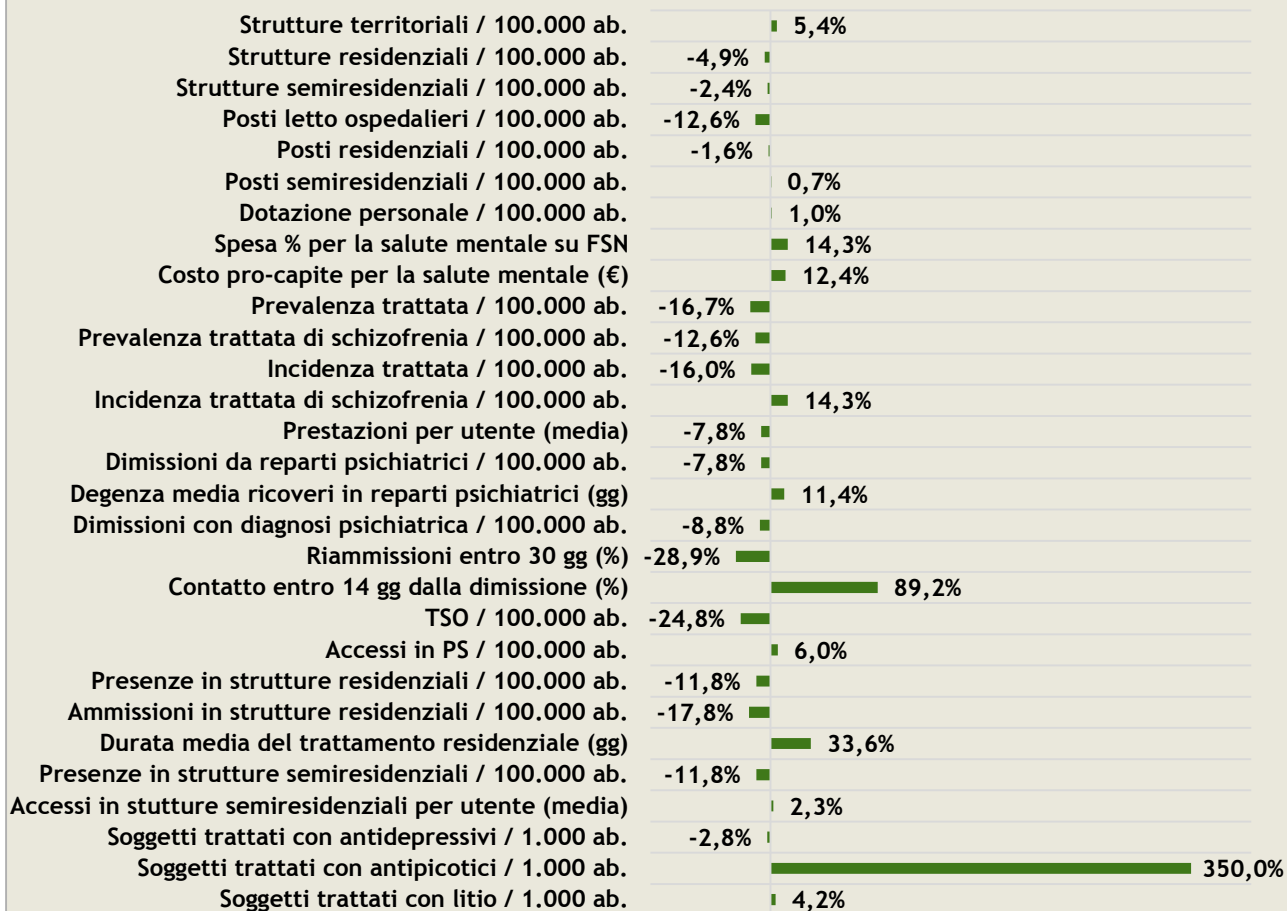 Strutture territoriali / 100.000 ab. 5,4%
Strutture residenziali / 100.000 ab. -4,9%
Strutture semiresidenziali / 100.000 ab. -2,4%
Posti letto ospedalieri / 100.000 ab. -12,6%
Posti residenziali / 100.000 ab. -1,6%
Posti semiresidenziali / 100.000 ab. 0,7%
Dotazione personale / 100.000 ab. 1,0%
Spesa % per la salute mentale su FSN 14,3%
Costo pro-capite per la salute mentale (€) 12,4%
Prevalenza trattata / 100.000 ab. -16,7%
Prevalenza trattata di schizofrenia / 100.000 ab. -12,6%
Incidenza trattata / 100.000 ab. -16,0%
Incidenza trattata di schizofrenia / 100.000 ab. 14,3%
Prestazioni per utente (media) -7,8%
Dimissioni da reparti psichiatrici / 100.000 ab. -7,8%
Degenza media ricoveri in reparti psichiatrici (gg) 11,4%
Dimissioni con diagnosi psichiatrica / 100.000 ab. -8,8%
Riammissioni entro 30 gg (%) -28,9%
Contatto entro 14 gg dalla dimissione (%) 89,2%
TSO / 100.000 ab. -24,8%
Accessi in PS / 100.000 ab. 6,0%
Presenze in strutture residenziali / 100.000 ab. -11,8%
Ammissioni in strutture residenziali / 100.000 ab. -17,8%
Durata media del trattamento residenziale (gg) 33,6%
Presenze in strutture semiresidenziali / 100.000 ab. -11,8%
Accessi in stutture semiresidenziali per utente (media) 2,3%
Soggetti trattati con antidepressivi / 1.000 ab. -2,8%
Soggetti trattati con antipicotici / 1.000 ab. 350,0%
Soggetti trattati con litio / 1.000 ab. 4,2%